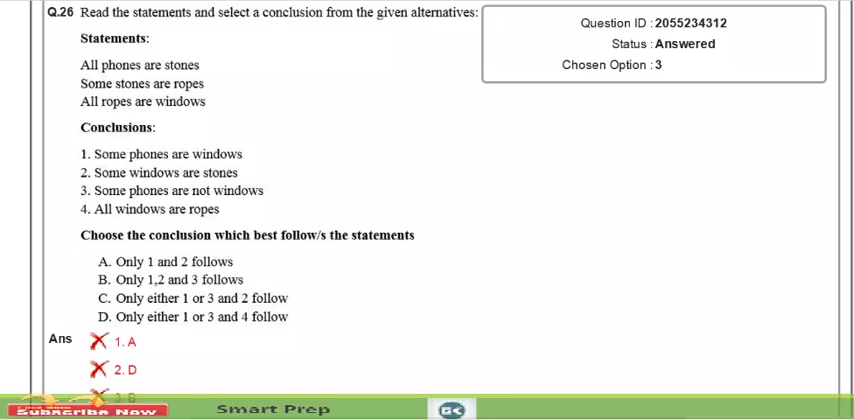 Q.26 Read the statements and select a conclusion from the given alternatives:
Statements:
All phones are stones
Some stones are ropes
All ropes are windows
Conclusions:
1. Some phones are windows
2. Some windows are stones
3. Some phones are not windows
4. All windows are ropes
Choose the conclusion which best follow/s the statements
A. Only 1 and 2 follows
B. Only 1,2 and 3 follows
C. Only either 1 or 3 and 2 follow
D. Only either 1 or 3 and 4 follow
Question ID : 2055234312
Status : Answered
Chosen Option : 3
Ans
1. A
2. D
3. B
Subscribe Now
Smart Prep
GK